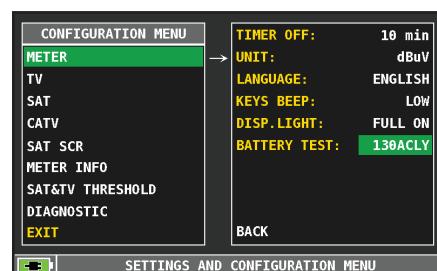 CONFIGURATION MENU
METER
TV
SAT
CATV
SAT SCR
METER INFO
SAT&TV THRESHOLD
DIAGNOSTIC
EXIT
TIMER OFF: 10 min
→ UNIT: dBuV
LANGUAGE: ENGLISH
KEYS BEEP: LOW
DISP.LIGHT: FULL ON
BATTERY TEST: 130ACLY
BACK
SETTINGS AND CONFIGURATION MENU